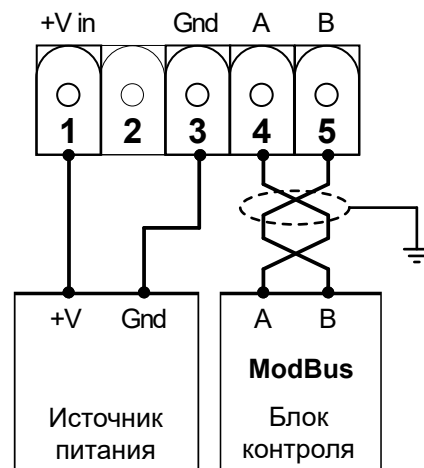 +V in Gnd A B
1 2 3 4 5
+V Gnd A B
ModBus
Источник питания
Блок контроля